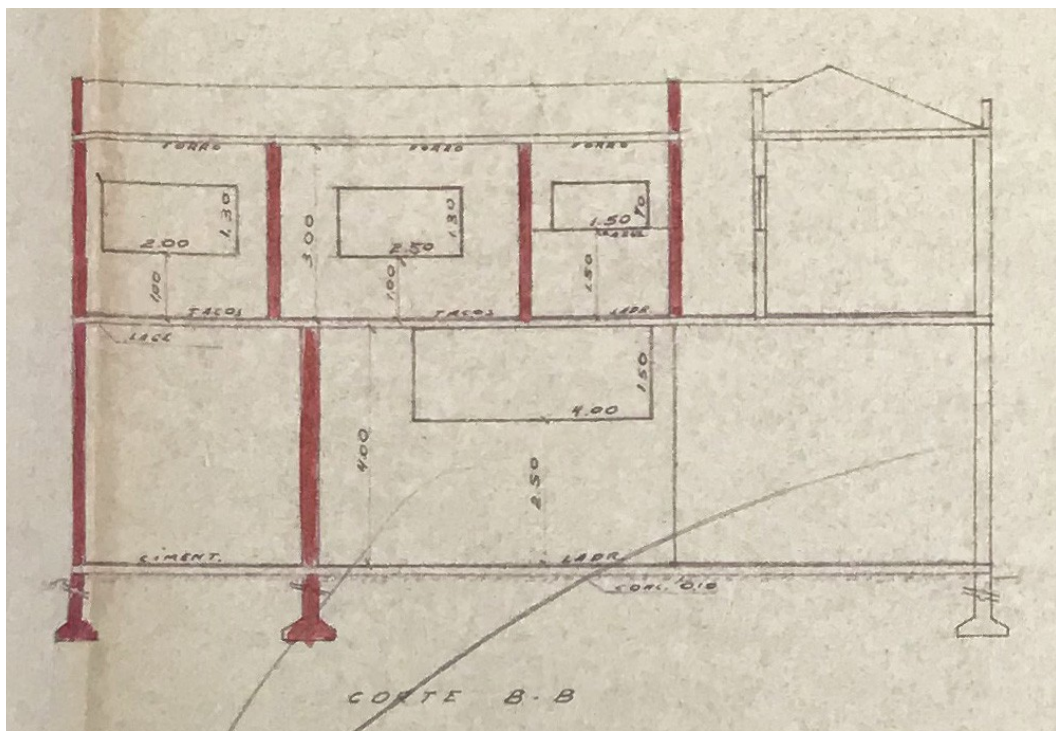 FORRO FORRO FORRO
1.30 1.30 70
2.00 3.00 2.50 1.50
1.00 1.00 1.50
TACOS TACOS LADR
LAGE
1.50
4.00
4.00 2.50
CIMENT. LADR
CONC. 0.10
CORTE B-B